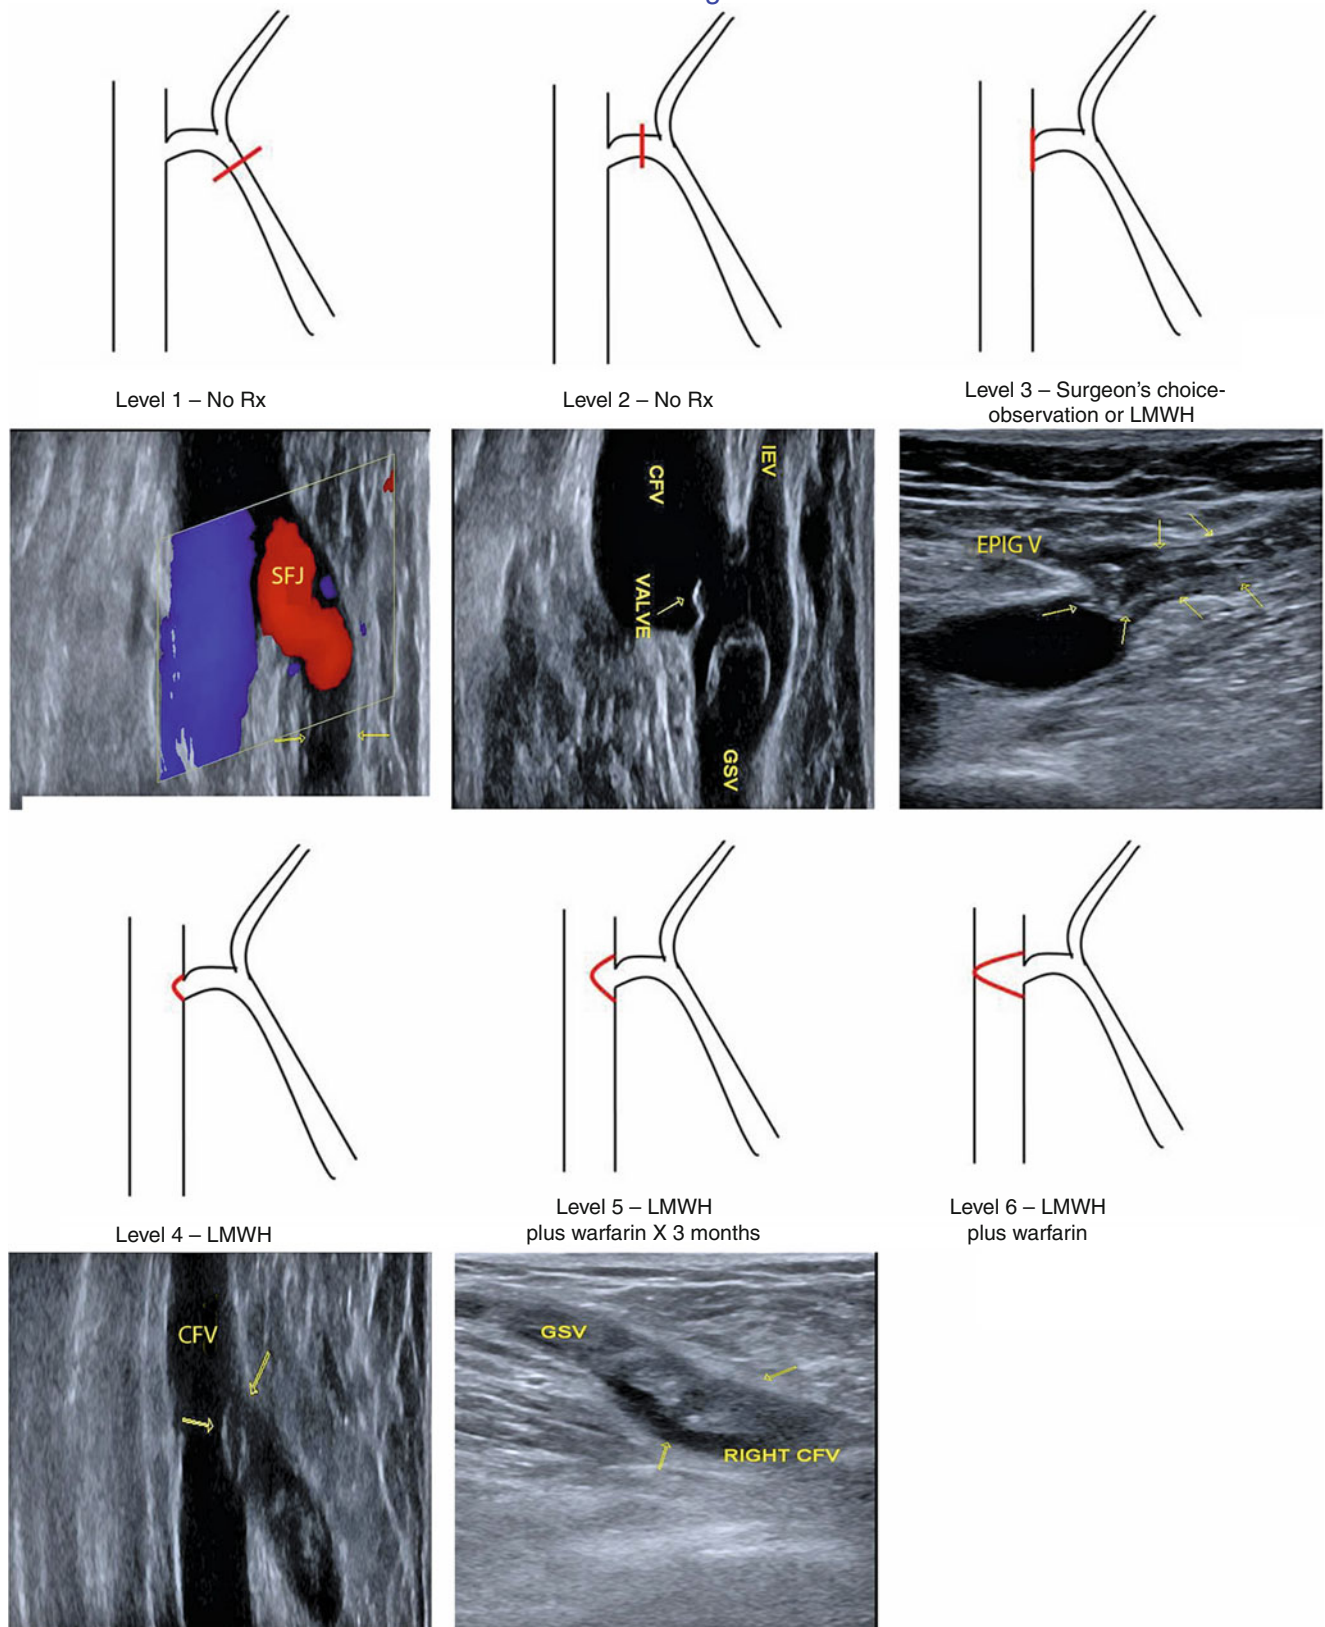 g
Level 1 – No Rx
Level 2 – No Rx
Level 3 – Surgeon's choice-
observation or LMWH
SFJ
CFV
IEV
VALVE
GSV
EPIG V
Level 4 – LMWH
Level 5 – LMWH
plus warfarin X 3 months
Level 6 – LMWH
plus warfarin
CFV
GSV
RIGHT CFV